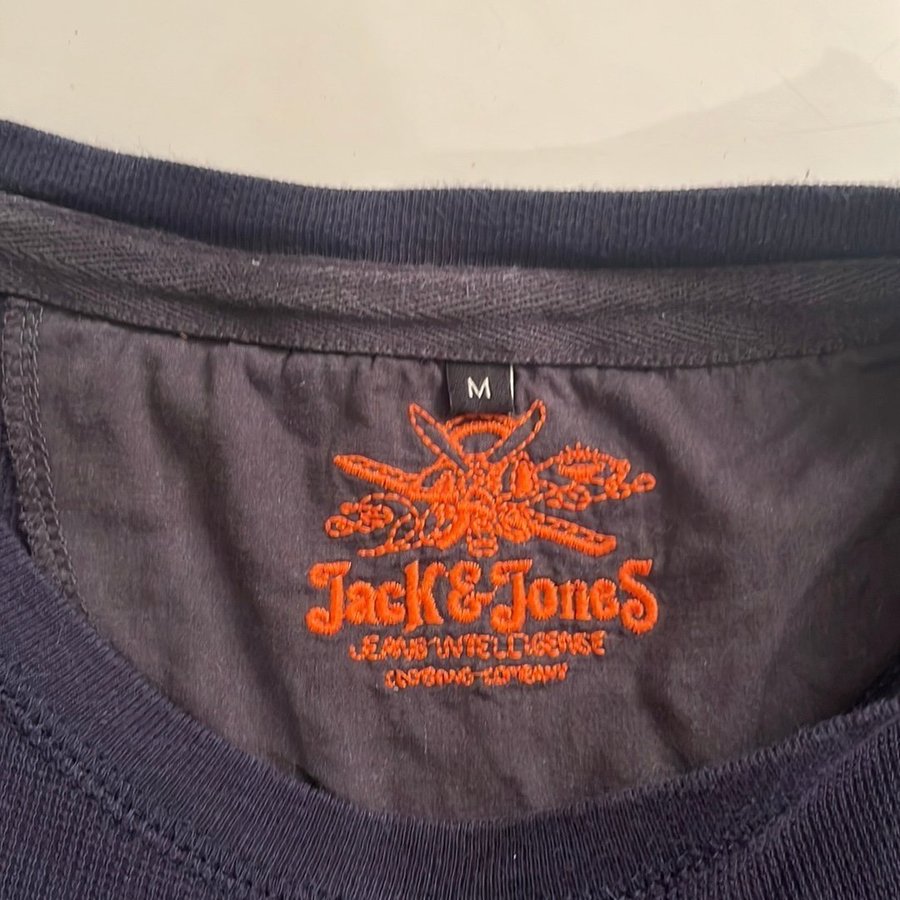 M
Jack & Jones
JEANS INTELLIGENCE
CLOTHING-COMPANY